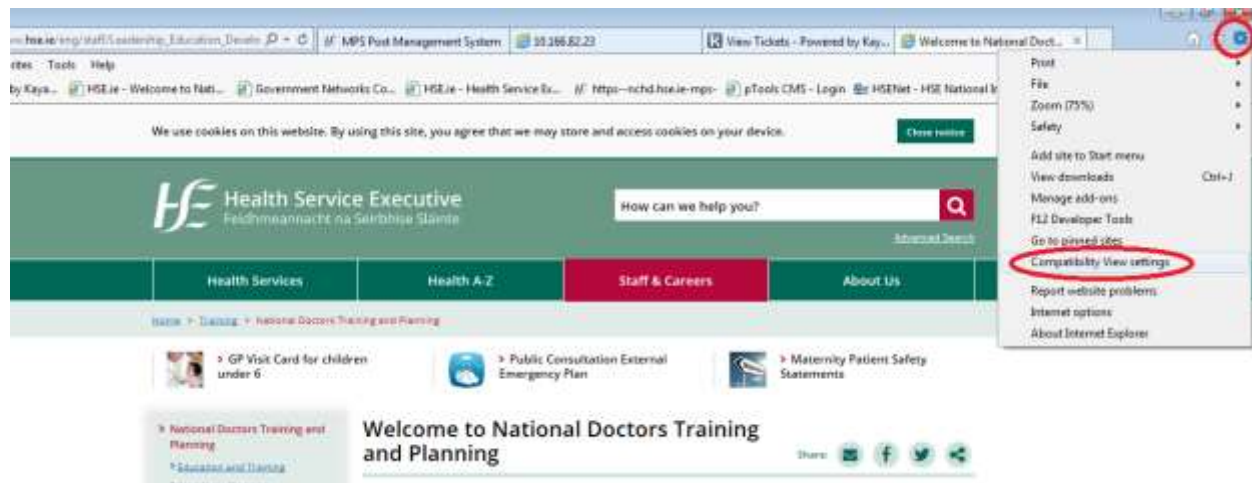 hse.ie/eng/staff/Leadership_Education_Develo
MPS Post Management System
10.166.82.23
View Tickets - Powered by Kay...
Welcome to National Doct...
Tools Help
by Kaya...
HSE.ie - Welcome to Nati...
Government Networks Co...
HSE.ie - Health Service Ex...
https--nchd.hse.ie-mps-
pTools CMS - Login
HSENet - HSE National
Print
File
Zoom (75%)
Safety
Add site to Start menu
View downloads Ctrl+J
Manage add-ons
F12 Developer Tools
Go to pinned sites
Compatibility View settings
Report website problems
Internet options
About Internet Explorer
We use cookies on this website. By using this site, you agree that we may store and access cookies on your device.
Close notice
Health Service Executive
Feidhmeannacht na Seirbhíse Sláinte
How can we help you?
Advanced Search
Health Services
Health A-Z
Staff & Careers
About Us
Home > Training > National Doctors Training and Planning
GP Visit Card for children
under 6
Public Consultation External
Emergency Plan
Maternity Patient Safety
Statements
National Doctors Training and
Planning
Education and Training
Welcome to National Doctors Training
and Planning
Share